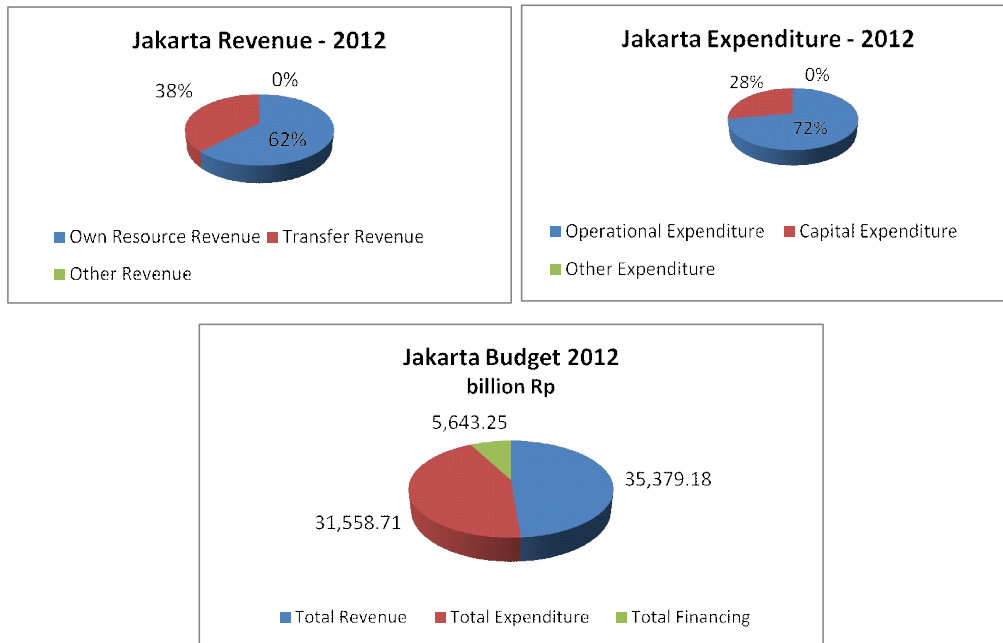 Jakarta Revenue - 2012
0%
38%
62%
Own Resource Revenue Transfer Revenue
Other Revenue
Jakarta Expenditure - 2012
0%
28%
72%
Operational Expenditure Capital Expenditure
Other Expenditure
Jakarta Budget 2012
billion Rp
5,643.25
35,379.18
31,558.71
Total Revenue Total Expenditure Total Financing